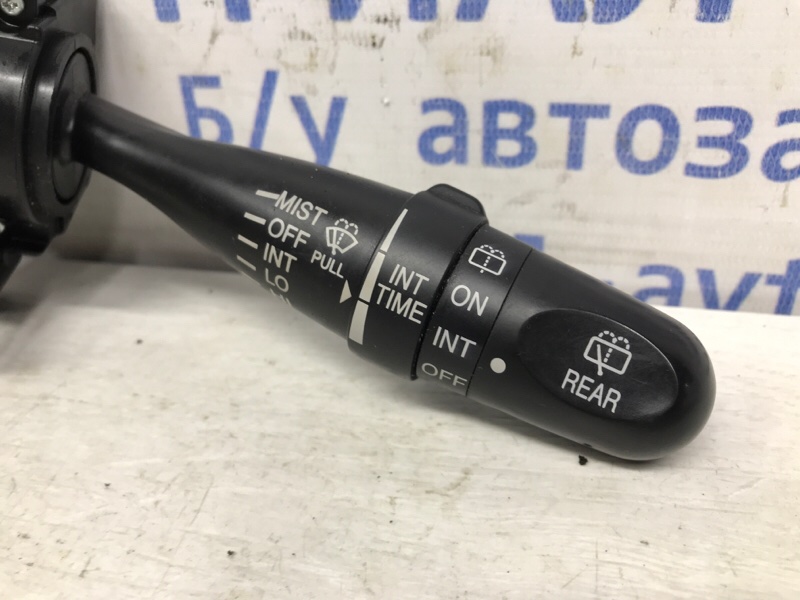 б/у автоза
MIST
OFF
INT
LO
PULL
INT
TIME
ON
INT
OFF
REAR